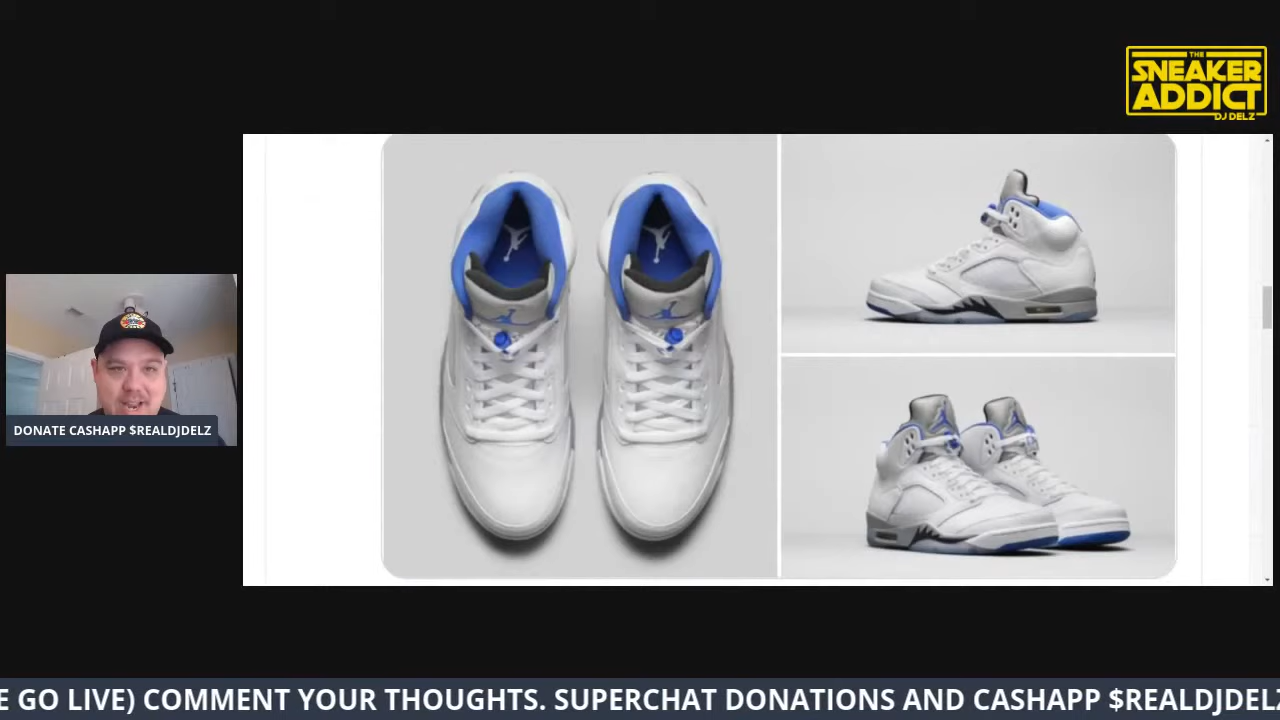 THE
SNEAKER
ADDICT
DJ DELZ
DONATE CASHAPP $REALDJDELZ
E GO LIVE) COMMENT YOUR THOUGHTS. SUPERCHAT DONATIONS AND CASHAPP $REALDJDELZ